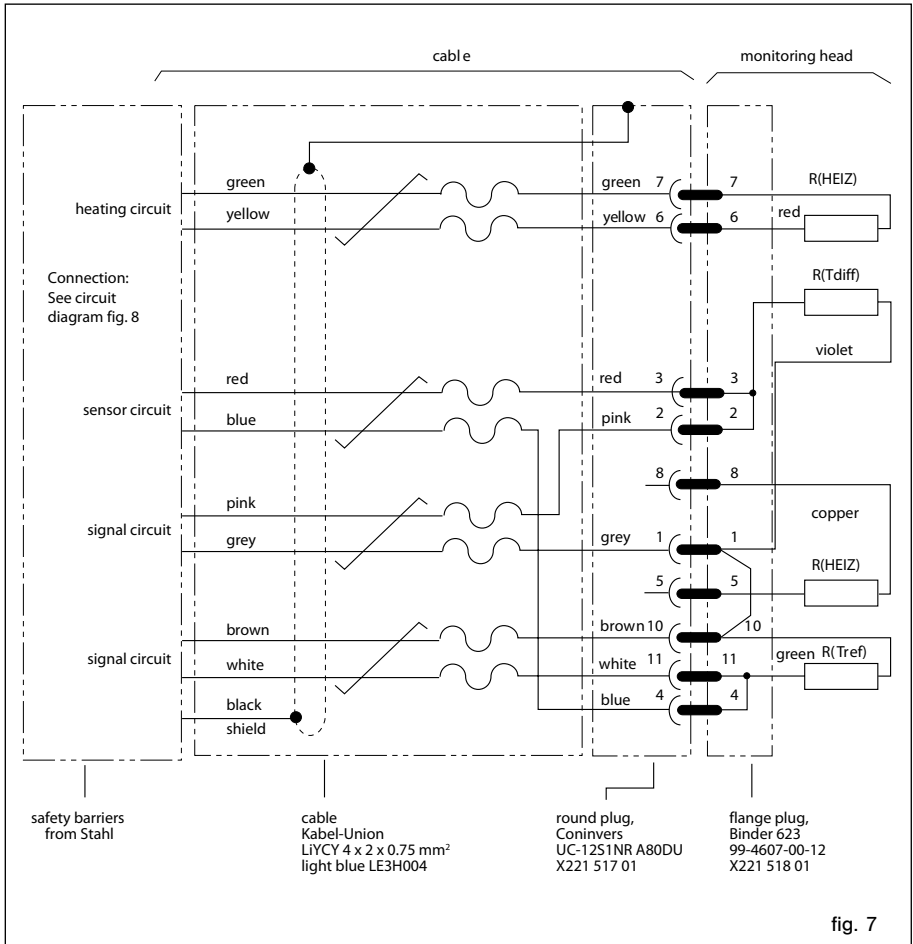 cable
monitoring head
green
green 7
7
R(HEIZ)
heating circuit
yellow
yellow 6
6
red
R(Tdiff)
Connection:
See circuit
diagram fig. 8
violet
red
red 3
3
sensor circuit
blue
pink 2
2
8
8
pink
copper
signal circuit
grey
grey 1
1
R(HEIZ)
5
5
brown
brown 10
10
signal circuit
white
white 11
11
green R(Tref)
black
blue 4
4
shield
safety barriers
from Stahl
cable
Kabel-Union
LiYCY 4 x 2 x 0.75 mm²
light blue LE3H004
round plug,
Coninvers
UC-12S1NR A80DU
X221 517 01
flange plug,
Binder 623
99-4607-00-12
X221 518 01
fig. 7